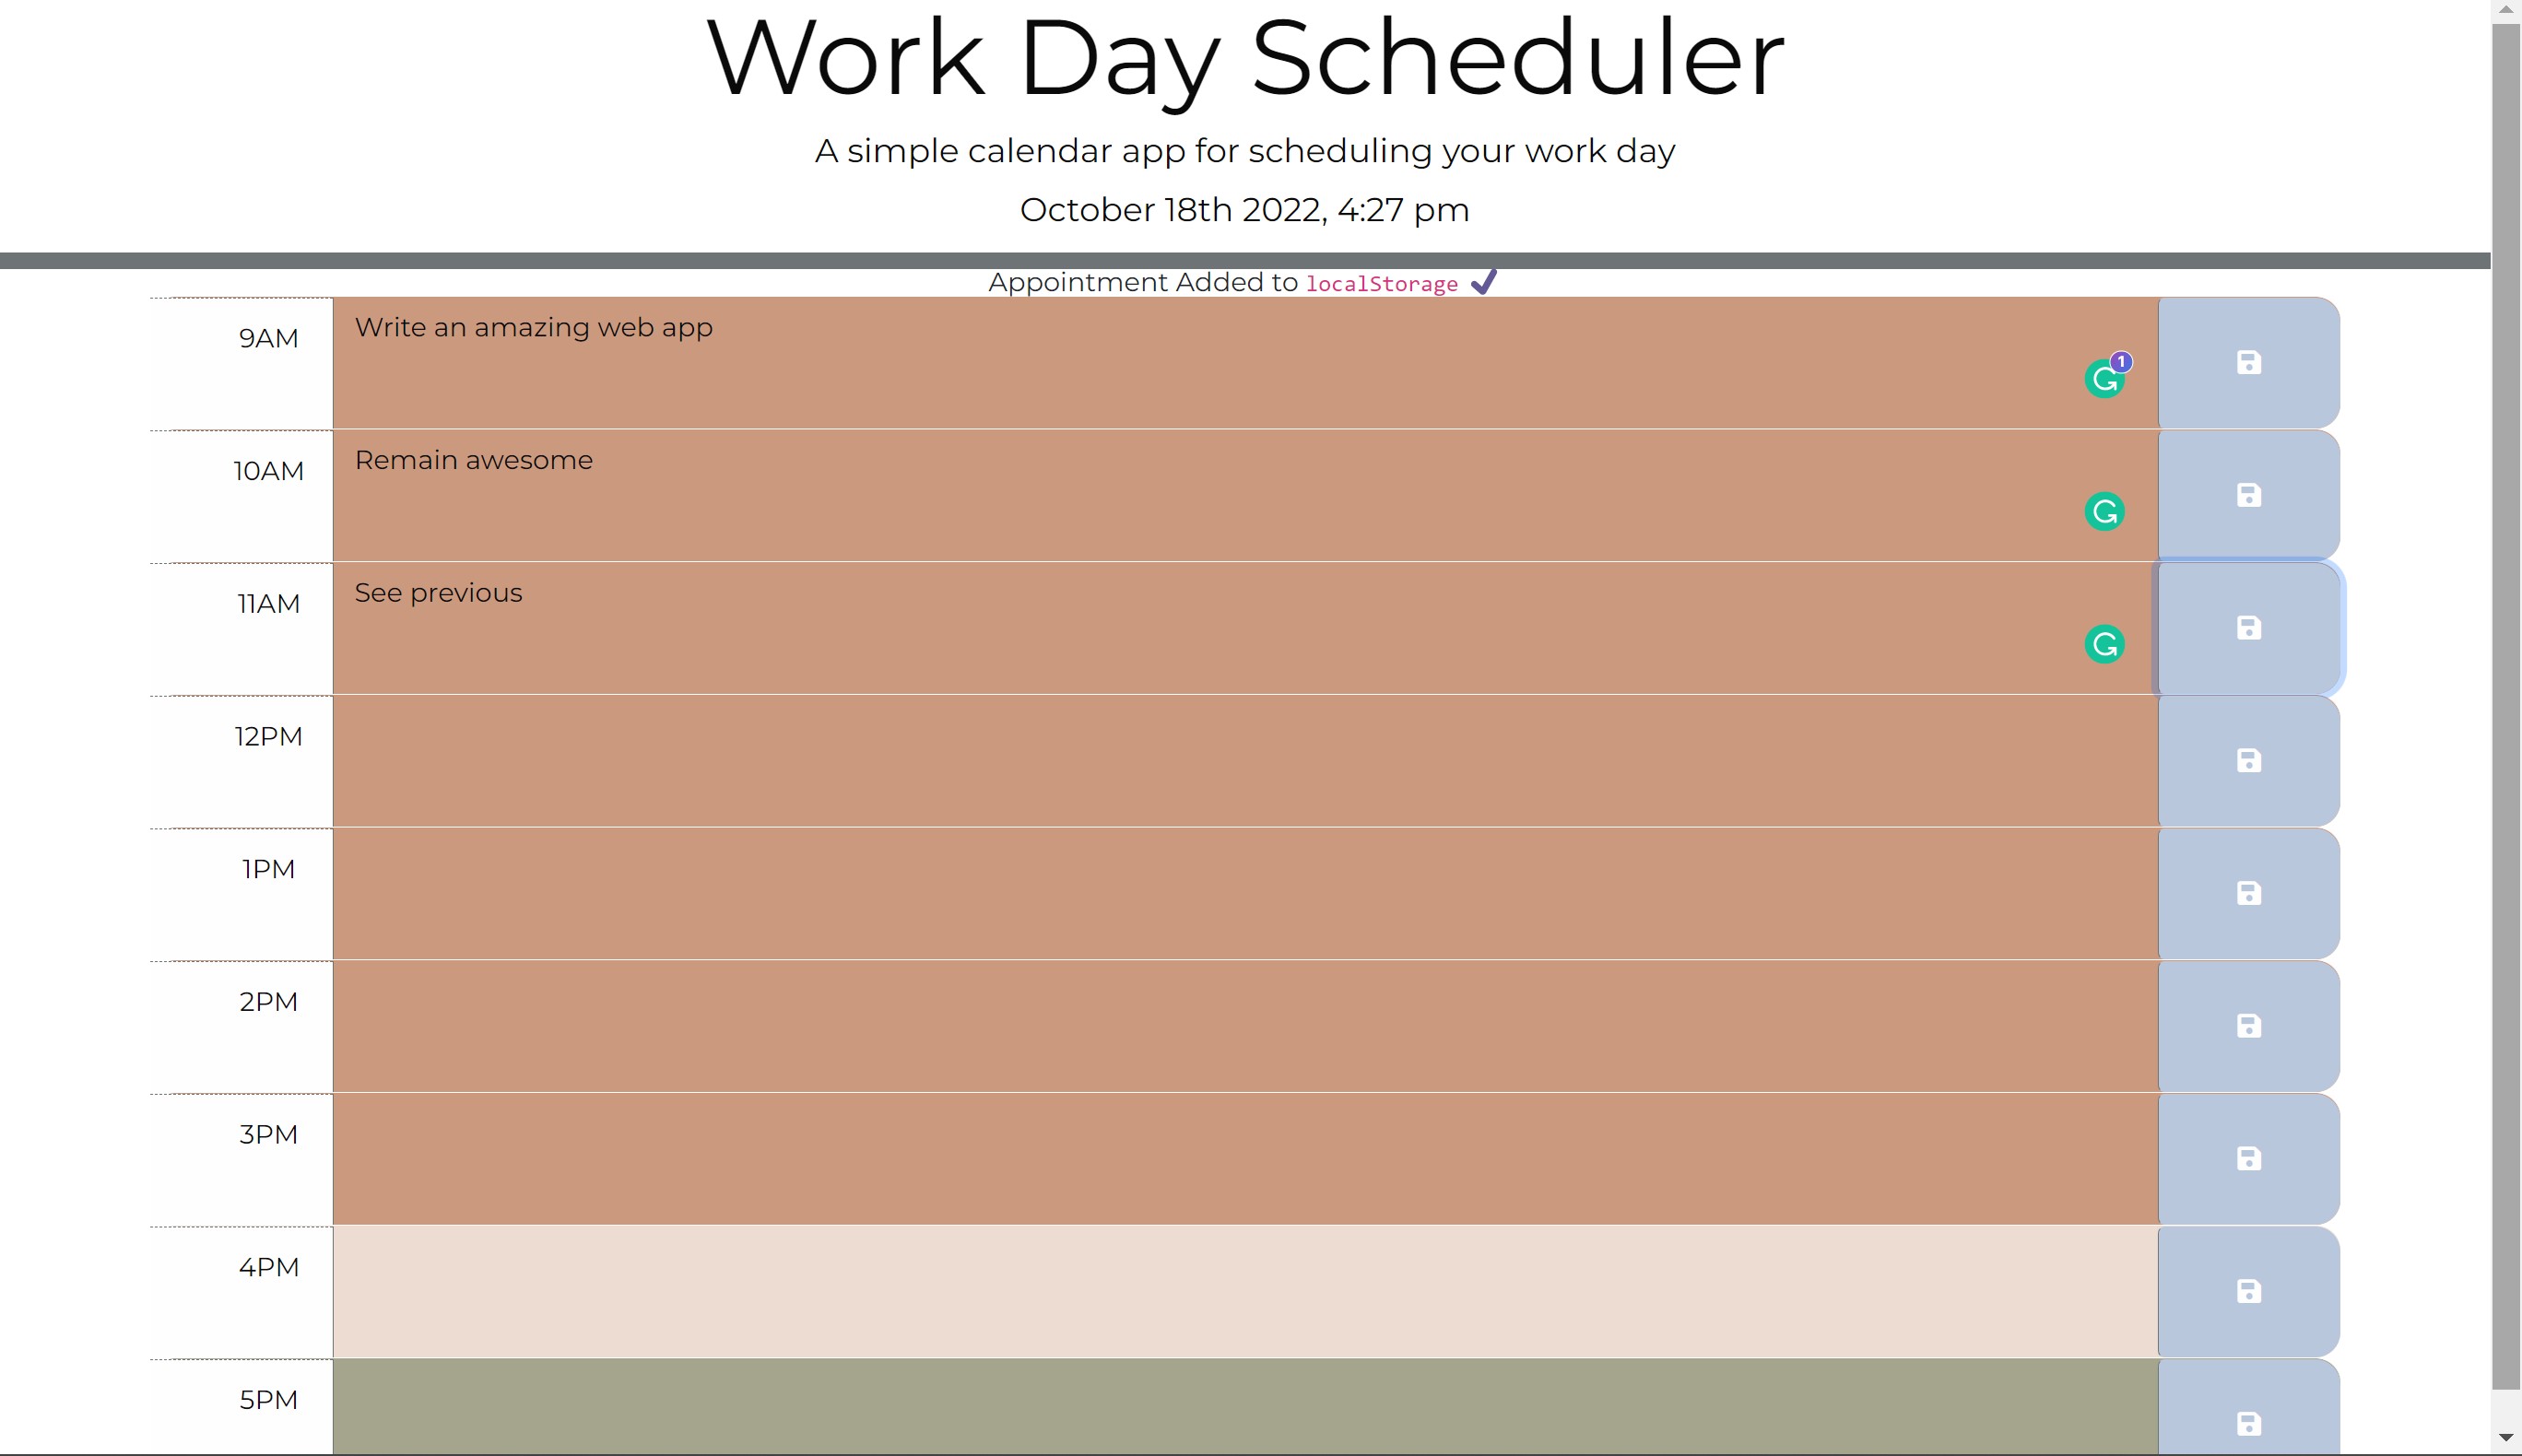 Work Day Scheduler
A simple calendar app for scheduling your work day
October 18th 2022, 4:27 pm
Appointment Added to localStorage ✔
9AM
Write an amazing web app
1
10AM
Remain awesome
11AM
See previous
12PM
1PM
2PM
3PM
4PM
5PM